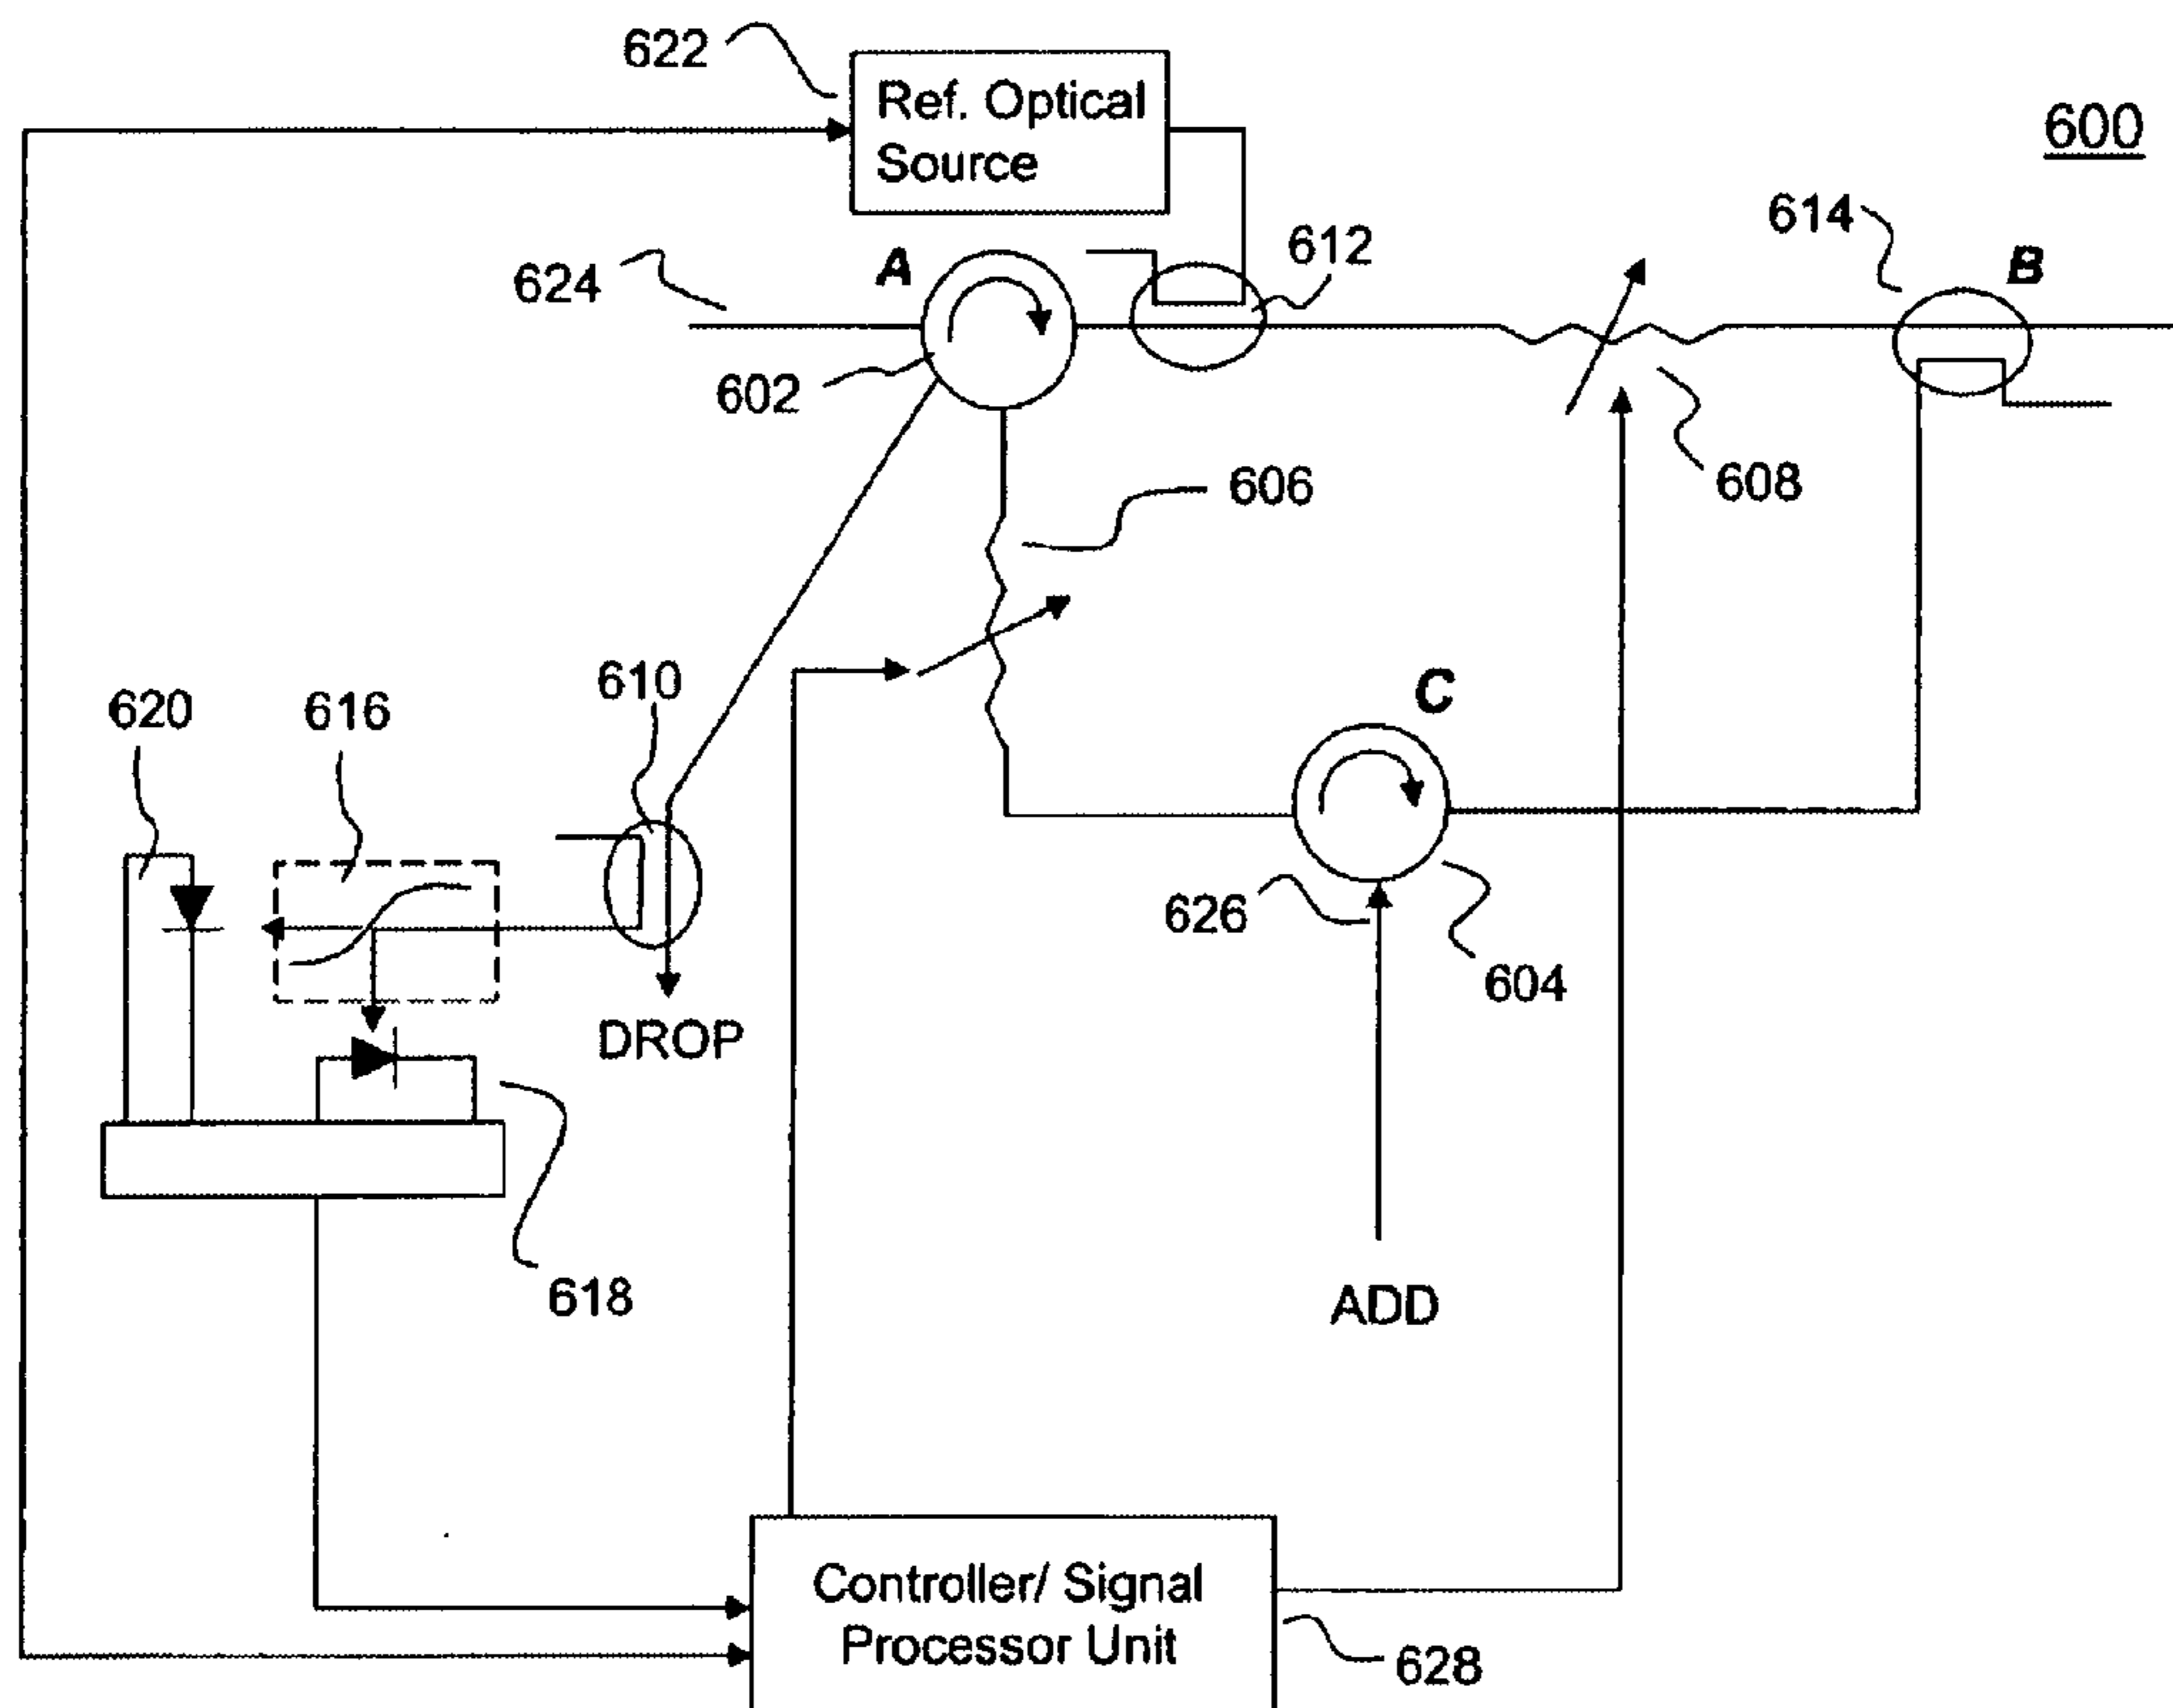 622
Ref. Optical
Source
600
614
B
612
A
624
602
606
608
610
C
620
616
626
604
DROP
618
ADD
Controller/ Signal
Processor Unit
628